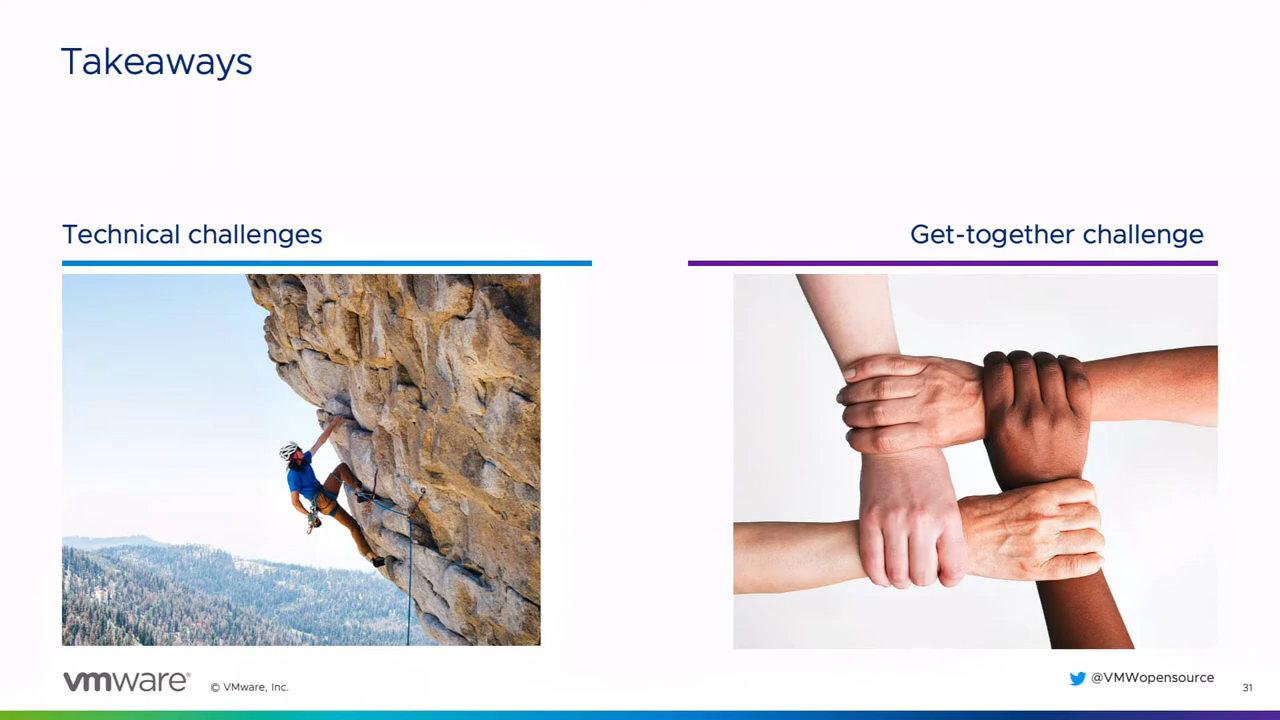 Takeaways
Technical challenges
Get-together challenge
vmware®
© VMware, Inc.
@VMWopensource
31